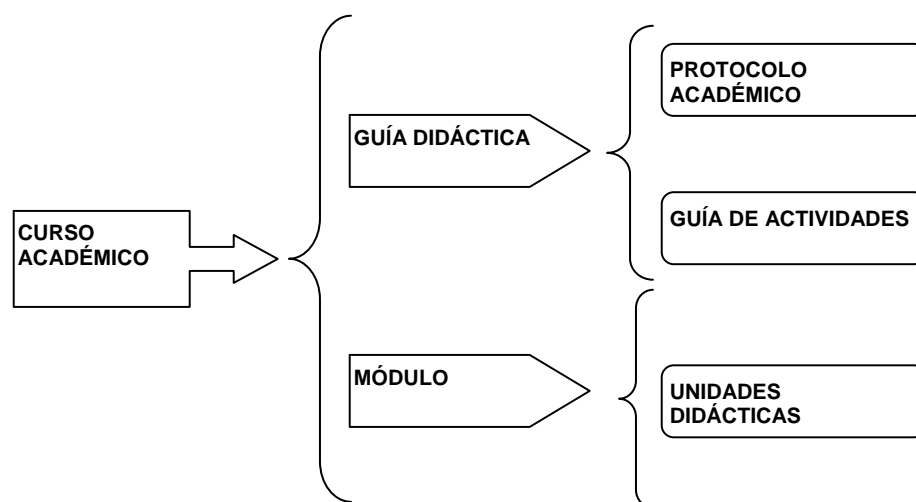 PROTOCOLO
ACADÉMICO
GUÍA DIDÁCTICA
GUÍA DE ACTIVIDADES
CURSO
ACADÉMICO
MÓDULO
UNIDADES
DIDÁCTICAS